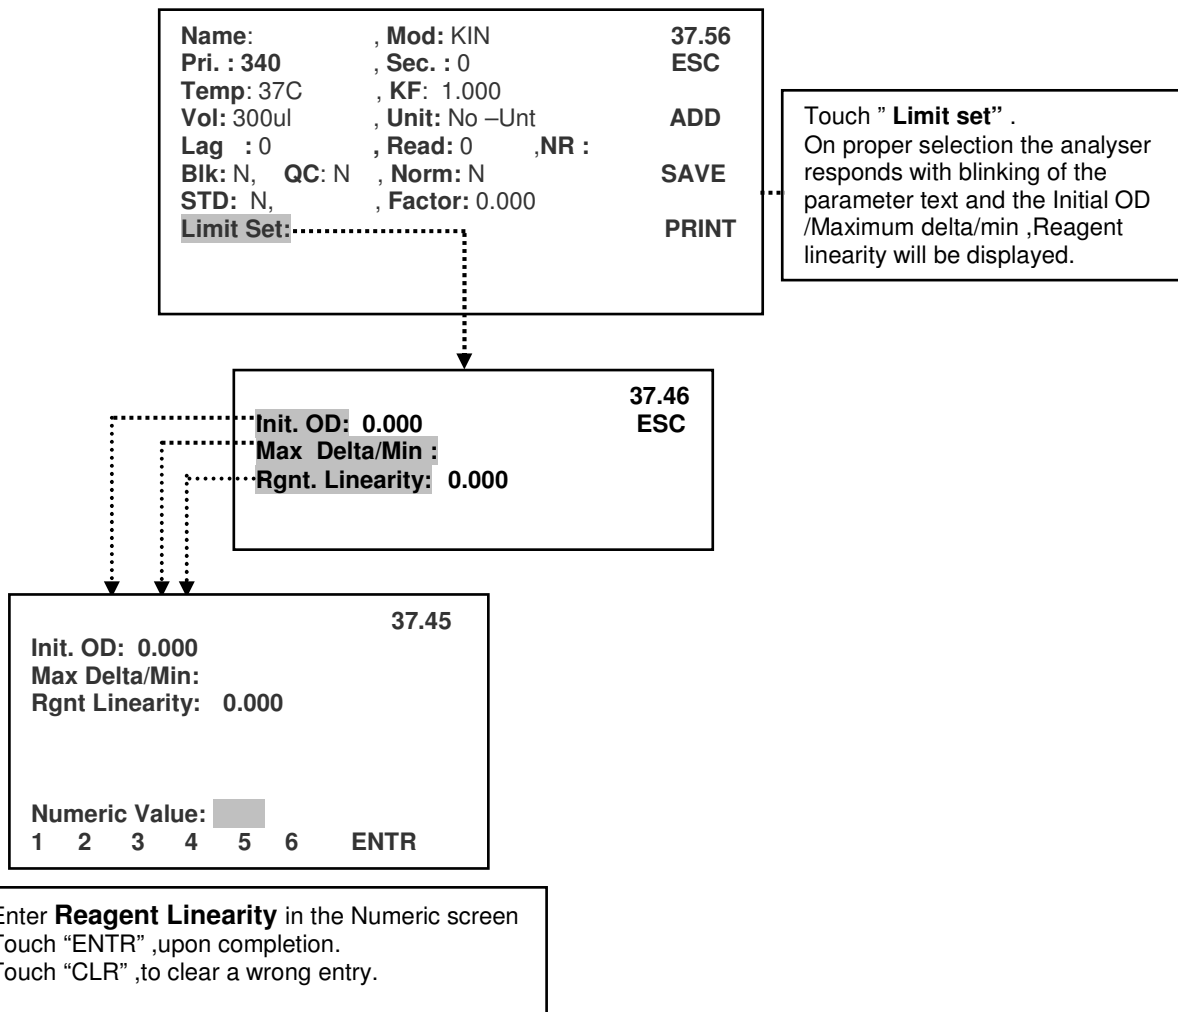 Name: , Mod: KIN 37.56
Pri. : 340 , Sec. : 0 ESC
Temp: 37C , KF: 1.000
Vol: 300ul , Unit: No –Unt ADD
Lag : 0 , Read: 0 ,NR :
Blk: N, QC: N , Norm: N SAVE
STD: N, , Factor: 0.000
Limit Set: PRINT
Touch ” Limit set” .
On proper selection the analyser
responds with blinking of the
parameter text and the Initial OD
/Maximum delta/min ,Reagent
linearity will be displayed.
37.46
Init. OD: 0.000 ESC
Max Delta/Min :
Rgnt. Linearity: 0.000
37.45
Init. OD: 0.000
Max Delta/Min:
Rgnt Linearity: 0.000
Numeric Value:
1 2 3 4 5 6 ENTR
Enter Reagent Linearity in the Numeric screen
Touch “ENTR” ,upon completion.
Touch “CLR” ,to clear a wrong entry.